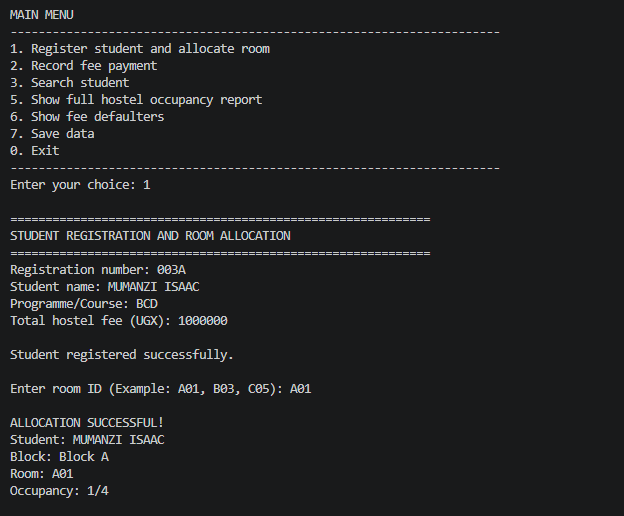 MAIN MENU
----------------------------------------------------------------------
1. Register student and allocate room
2. Record fee payment
3. Search student
5. Show full hostel occupancy report
6. Show fee defaulters
7. Save data
0. Exit
----------------------------------------------------------------------
Enter your choice: 1
============================================================
STUDENT REGISTRATION AND ROOM ALLOCATION
============================================================
Registration number: 003A
Student name: MUMANZI ISAAC
Programme/Course: BCD
Total hostel fee (UGX): 1000000
Student registered successfully.
Enter room ID (Example: A01, B03, C05): A01
ALLOCATION SUCCESSFUL!
Student: MUMANZI ISAAC
Block: Block A
Room: A01
Occupancy: 1/4